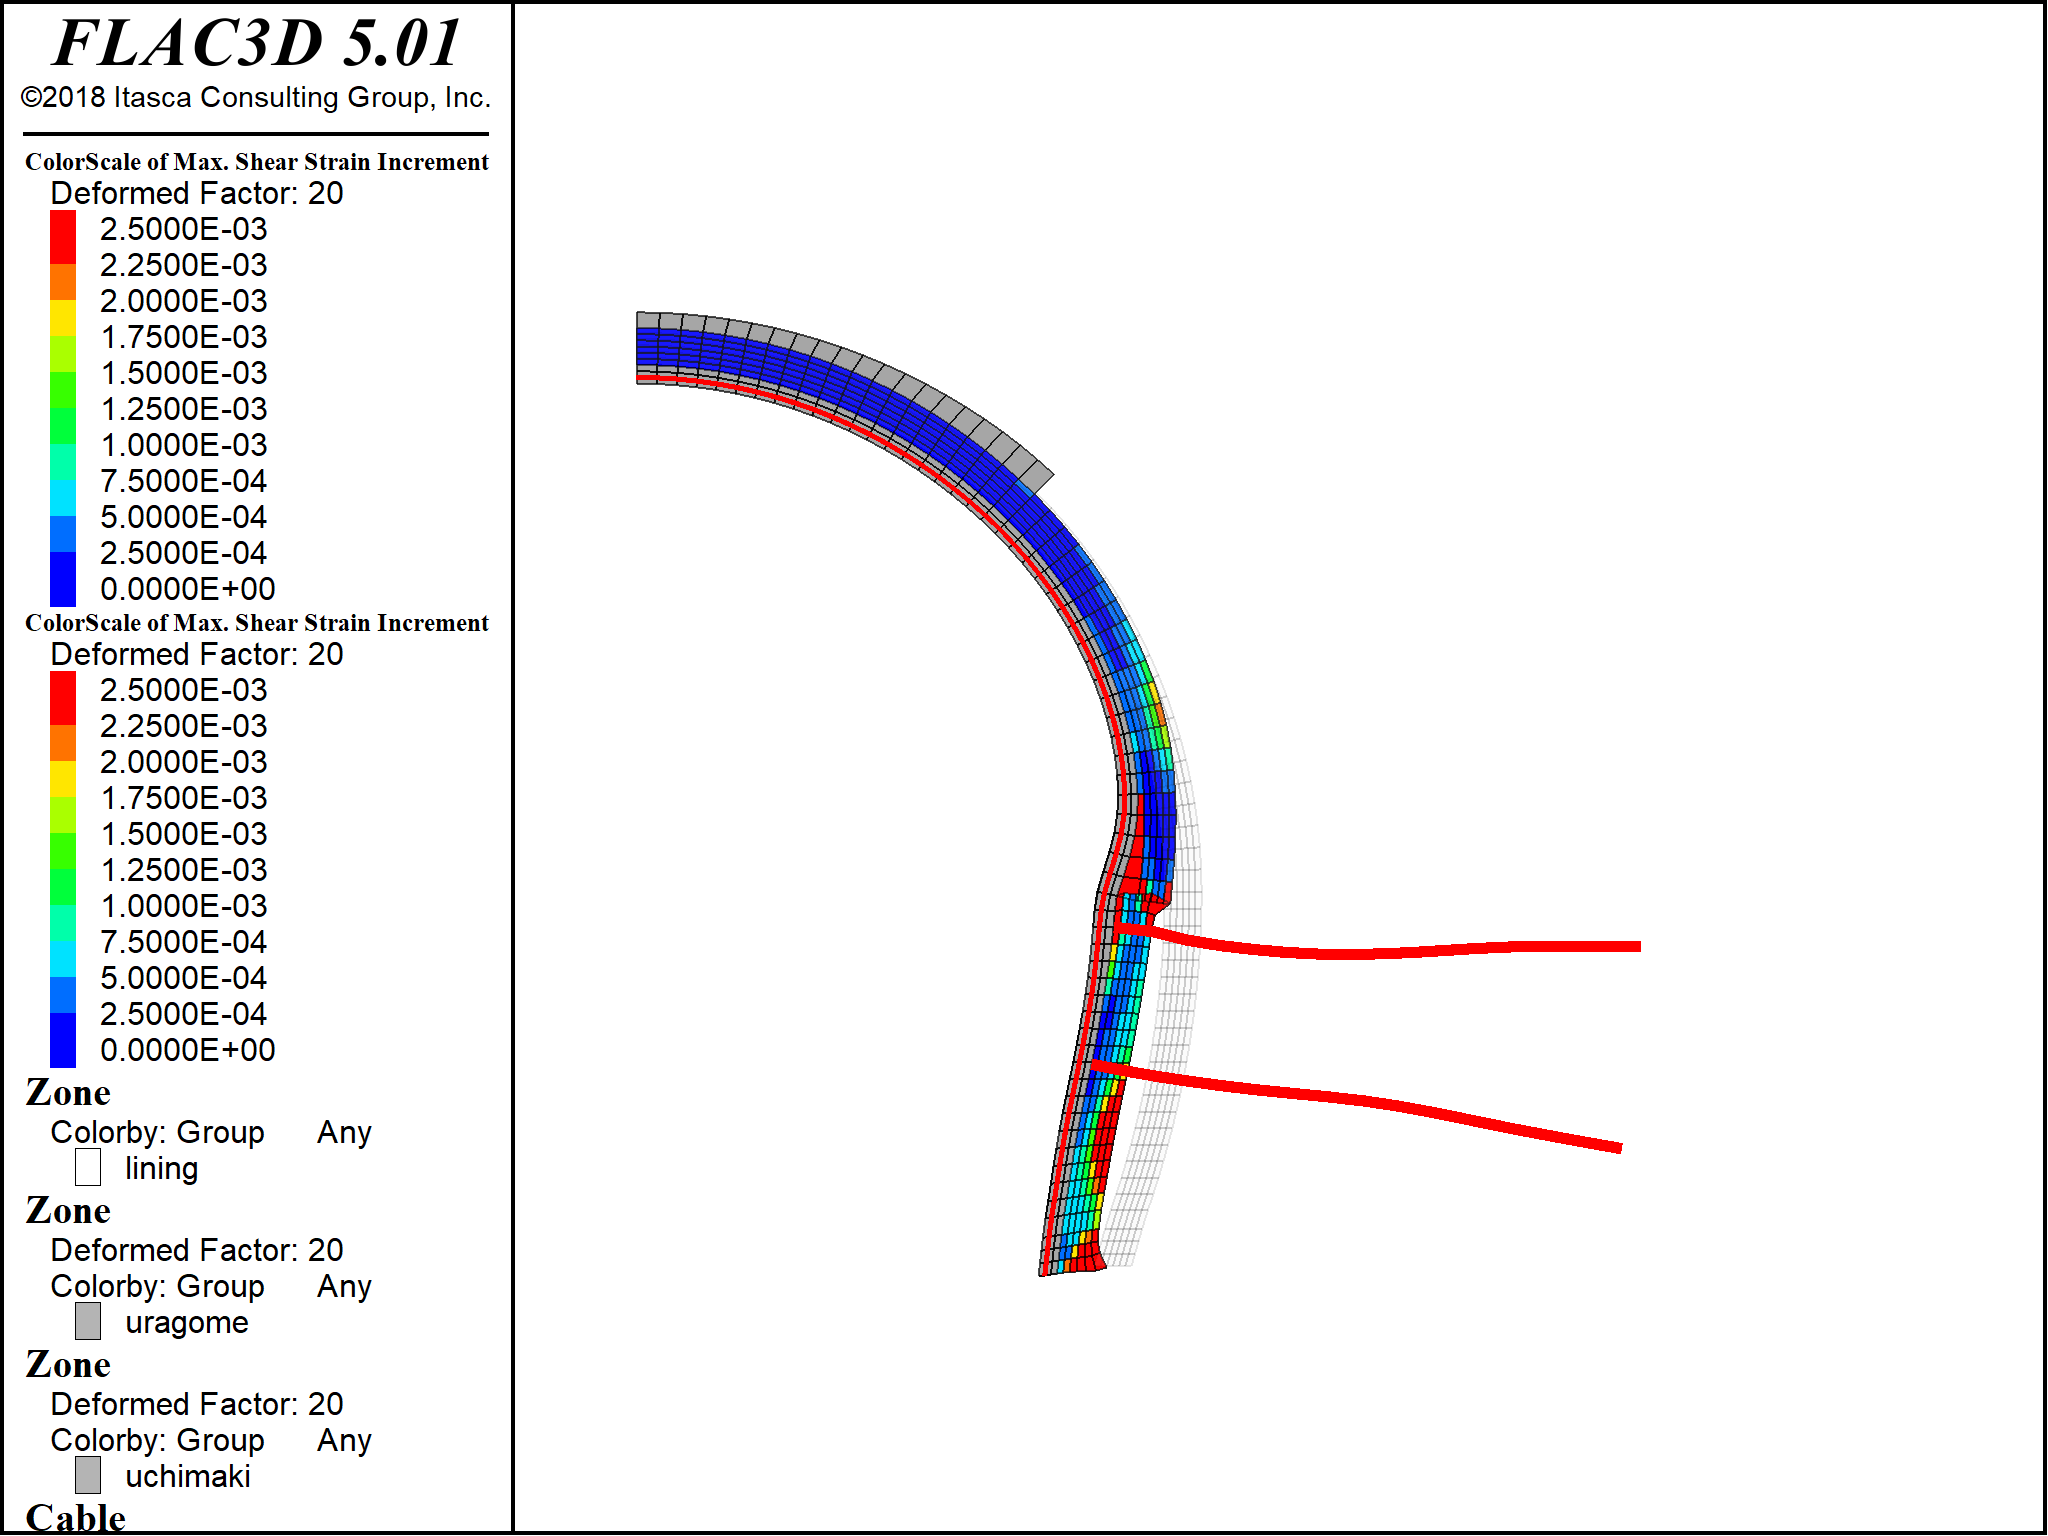 FLAC3D 5.01
©2018 Itasca Consulting Group, Inc.
ColorScale of Max. Shear Strain Increment
Deformed Factor: 20
2.5000E-03
2.2500E-03
2.0000E-03
1.7500E-03
1.5000E-03
1.2500E-03
1.0000E-03
7.5000E-04
5.0000E-04
2.5000E-04
0.0000E+00
ColorScale of Max. Shear Strain Increment
Deformed Factor: 20
2.5000E-03
2.2500E-03
2.0000E-03
1.7500E-03
1.5000E-03
1.2500E-03
1.0000E-03
7.5000E-04
5.0000E-04
2.5000E-04
0.0000E+00
Zone
Colorby: Group Any
lining
Zone
Deformed Factor: 20
Colorby: Group Any
uragome
Zone
Deformed Factor: 20
Colorby: Group Any
uchimaki
Cable